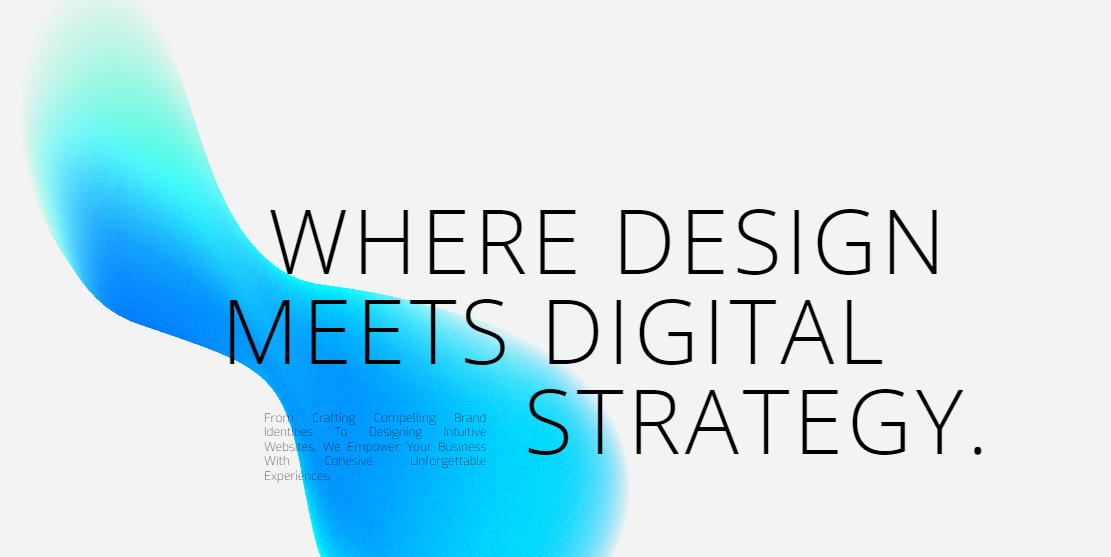 WHERE DESIGN
MEETS DIGITAL
STRATEGY.
From Crafting Compelling Brand
Identities To Designing Intuitive
Websites, We Empower Your Business
With Cohesive, Unforgettable
Experiences.